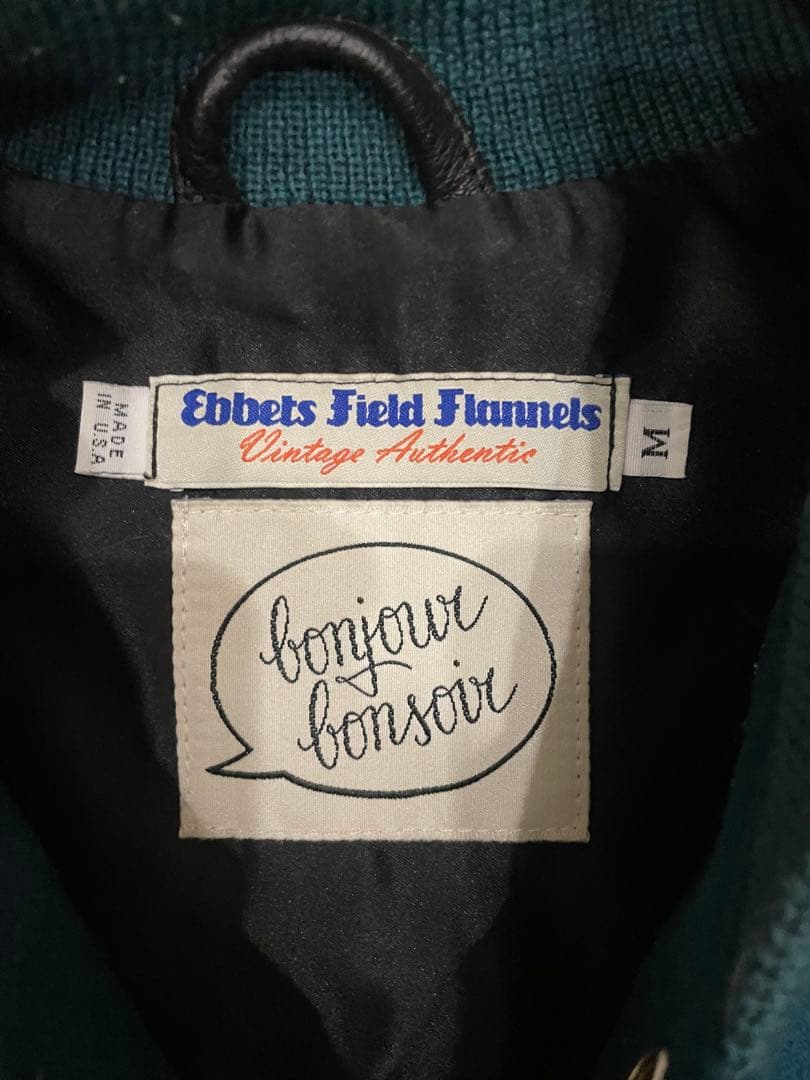 MADE
IN U.S.A
Ebbets Field Flannels
Vintage Authentic
M
bonjour
bonsoir